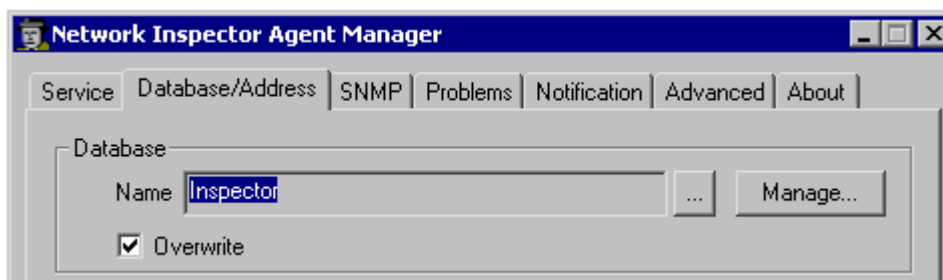 Network Inspector Agent Manager
Service Database/Address SNMP Problems Notification Advanced About
Database
Name Inspector ... Manage...
Overwrite